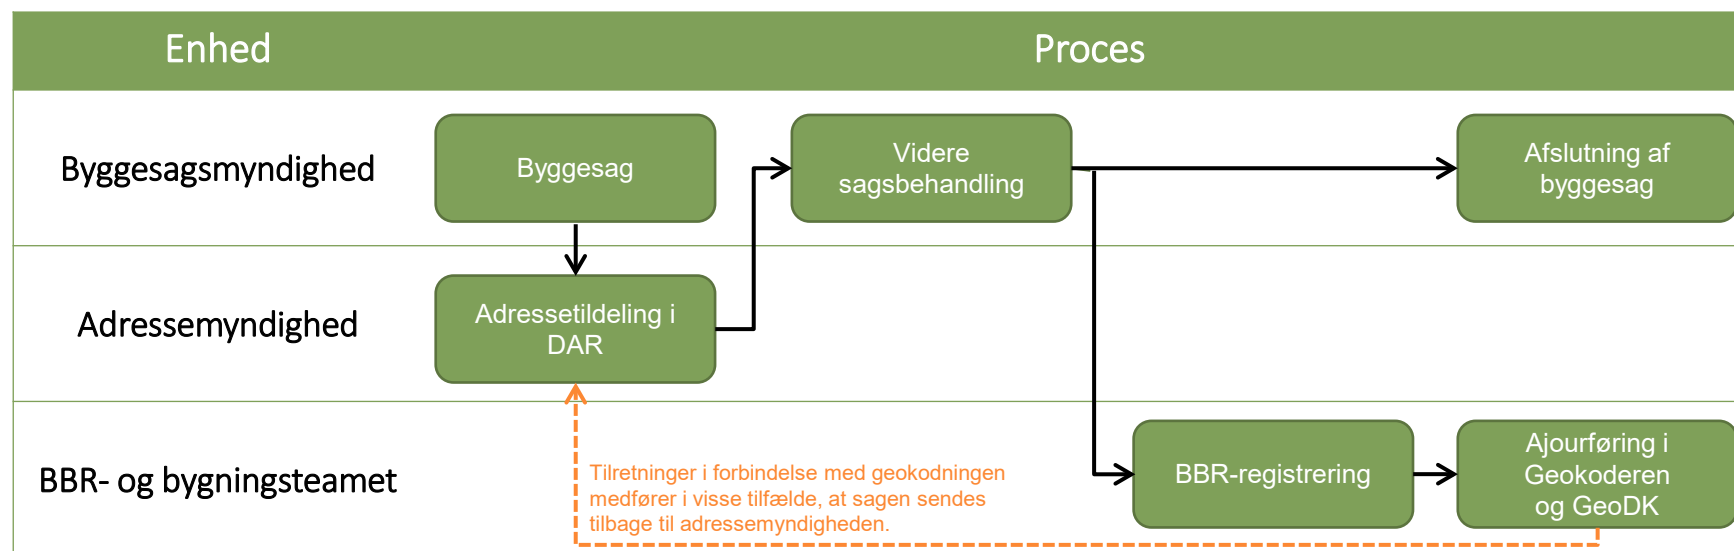 Enhed
Proces
Byggesagsmyndighed
Byggesag
Videre
sagsbehandling
Afslutning af
byggesag
Adressemyndighed
Adressetildeling i
DAR
BBR- og bygningsteamet
Tilretninger i forbindelse med geokodningen
medfører i visse tilfælde, at sagen sendes
tilbage til adressemyndigheden.
BBR-registrering
Ajourføring i
Geokoderen
og GeoDK